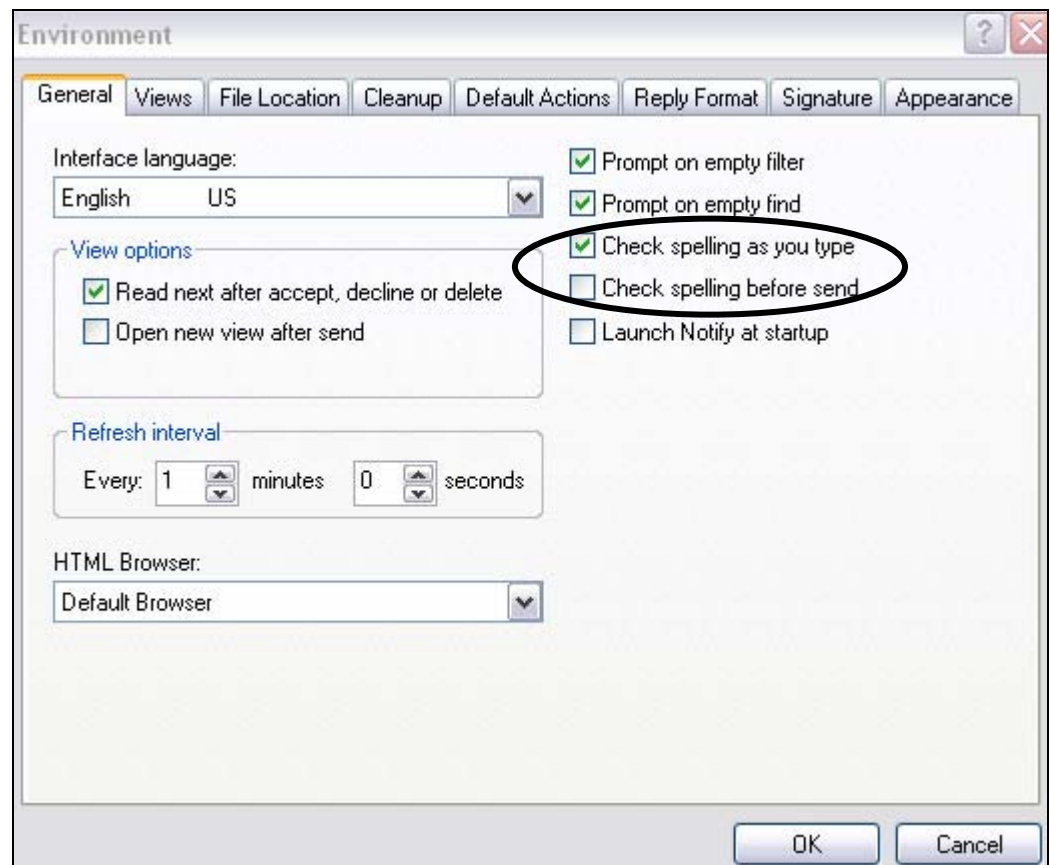 Environment
General Views File Location Cleanup Default Actions Reply Format Signature Appearance
Interface language:
English US
View options
Read next after accept, decline or delete
Open new view after send
Refresh interval
Every: 1 minutes 0 seconds
HTML Browser:
Default Browser
Prompt on empty filter
Prompt on empty find
Check spelling as you type
Check spelling before send
Launch Notify at startup
OK Cancel